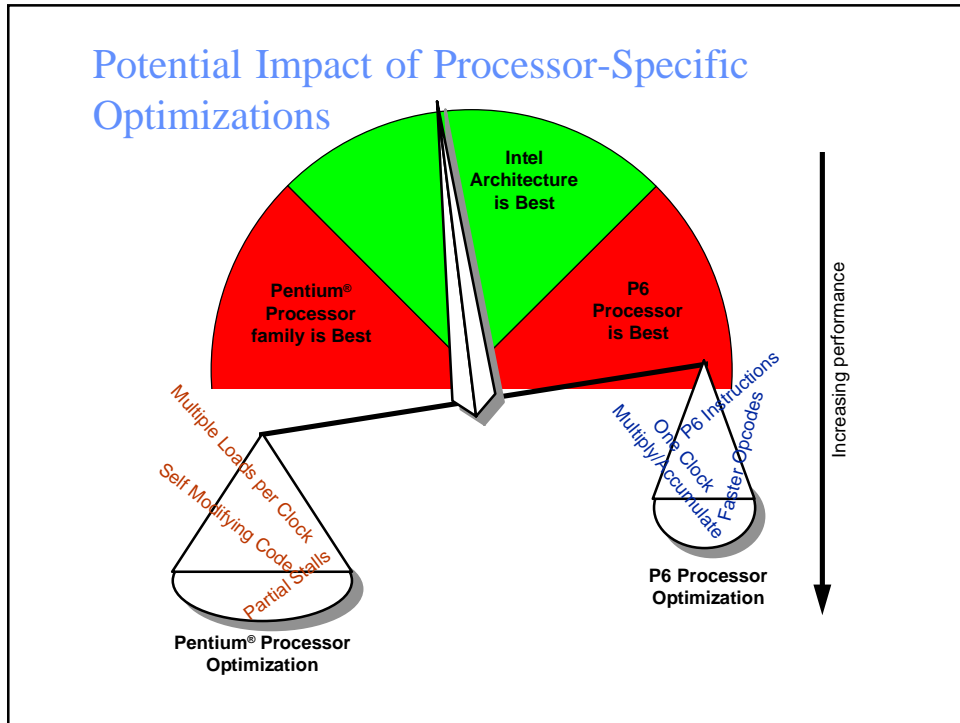 Potential Impact of Processor-Specific
Optimizations
Intel
Architecture
is Best
Pentium®
Processor
family is Best
P6
Processor
is Best
Increasing performance
Multiple Loads per Clock
Self Modifying Code
Partial Stalls
P6 Instructions
One Clock
Multiply/Accumulate
Faster Opcodes
P6 Processor
Optimization
Pentium® Processor
Optimization